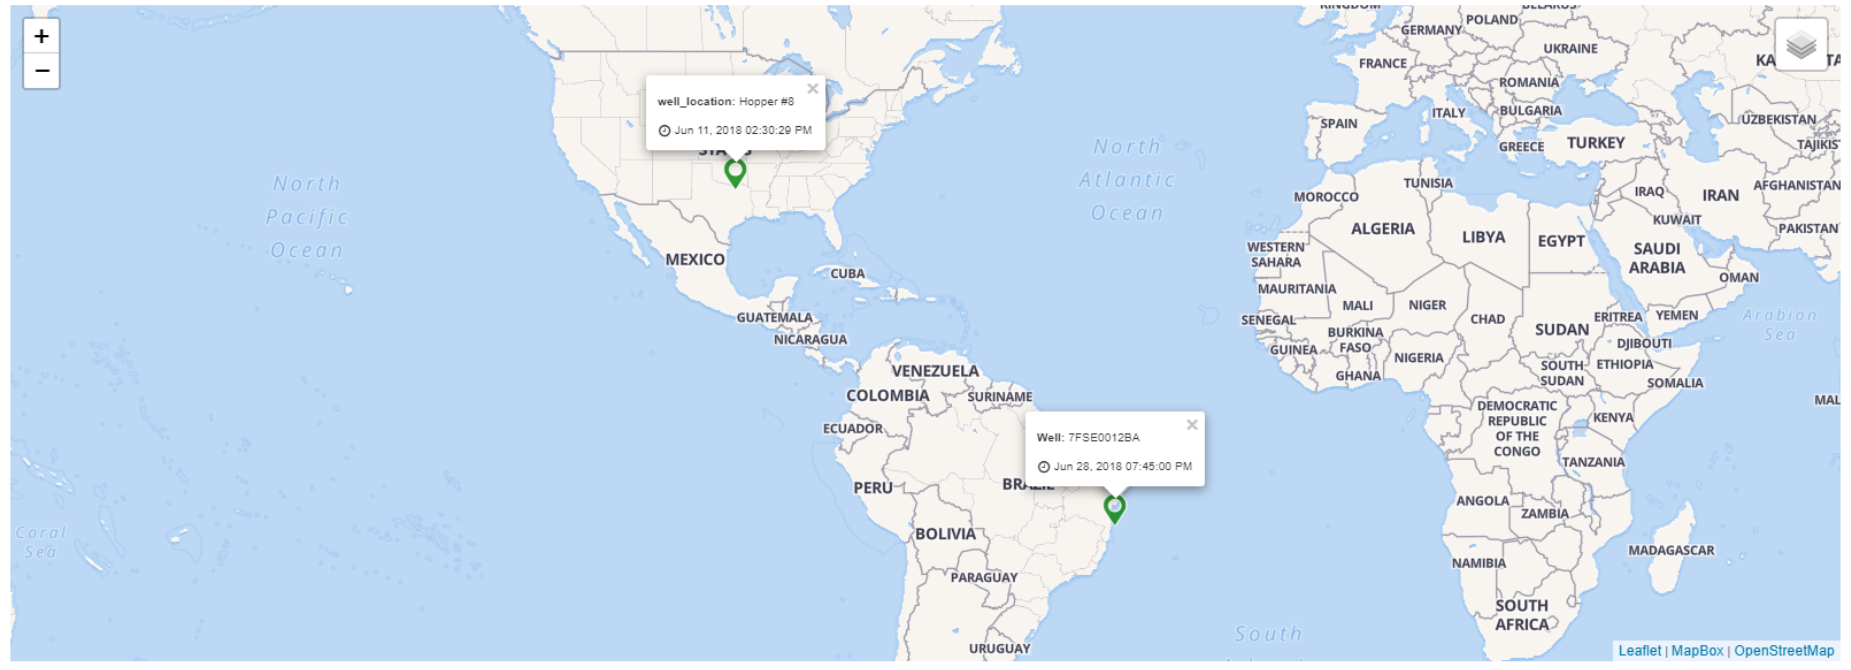 +
−
KINGDOM
POLAND
BELARUS
GERMANY
UKRAINE
FRANCE
ROMANIA
ITALY
BULGARIA
SPAIN
UZBEKISTAN
GREECE
TURKEY
well_location: Hopper #8
×
Jun 11, 2018 02:30:29 PM
North
Atlantic
Ocean
North
Pacific
Ocean
TUNISIA
MOROCCO
IRAQ
IRAN
AFGHANISTAN
KUWAIT
PAKISTAN
ALGERIA
LIBYA
EGYPT
WESTERN
SAHARA
SAUDI
ARABIA
OMAN
MEXICO
CUBA
MAURITANIA
MALI
NIGER
CHAD
SUDAN
ERITREA
YEMEN
Arabian
Sea
GUATEMALA
NICARAGUA
SENEGAL
BURKINA
FASO
DJIBOUTI
GUINEA
NIGERIA
SOUTH
SUDAN
ETHIOPIA
GHANA
SOMALIA
VENEZUELA
COLOMBIA
SURINAME
MAL
ECUADOR
DEMOCRATIC
REPUBLIC
OF THE
CONGO
KENYA
Well: 7FSE0012BA
×
Jun 28, 2018 07:45:00 PM
TANZANIA
PERU
BRAZIL
ANGOLA
ZAMBIA
BOLIVIA
Coral
Sea
MADAGASCAR
NAMIBIA
PARAGUAY
SOUTH
AFRICA
South
URUGUAY
Leaflet | MapBox | OpenStreetMap